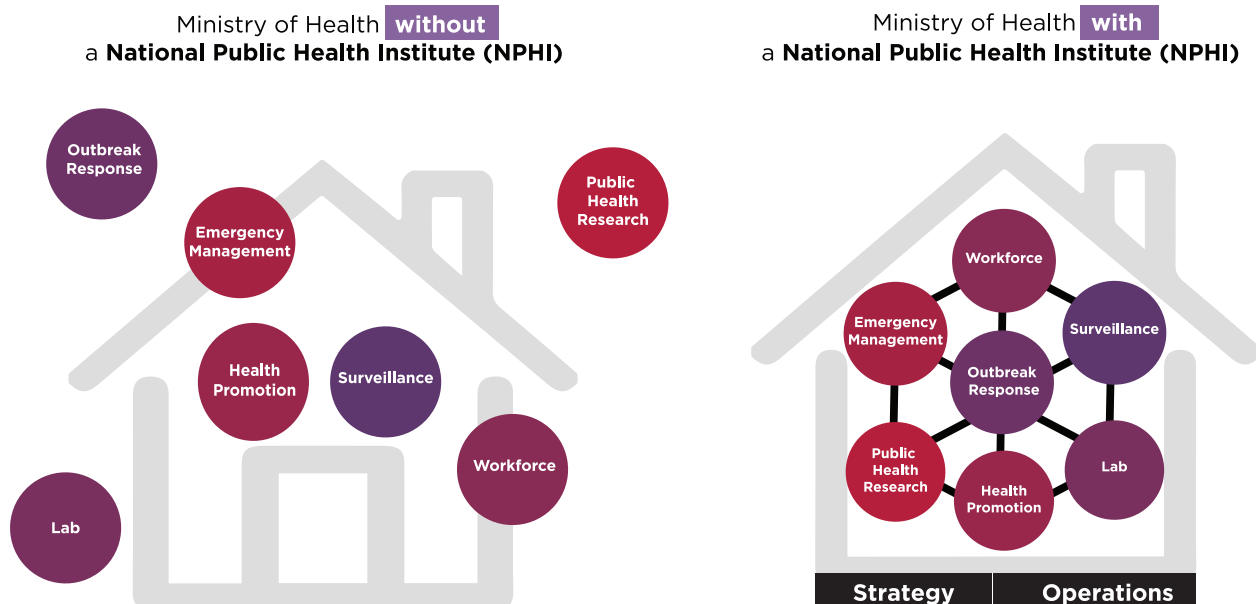 Ministry of Health without
a National Public Health Institute (NPHI)
Outbreak
Response
Public
Health
Research
Emergency
Management
Health
Promotion
Surveillance
Workforce
Lab
Ministry of Health with
a National Public Health Institute (NPHI)
Workforce
Emergency
Management
Surveillance
Outbreak
Response
Public
Health
Research
Lab
Health
Promotion
Strategy
Operations